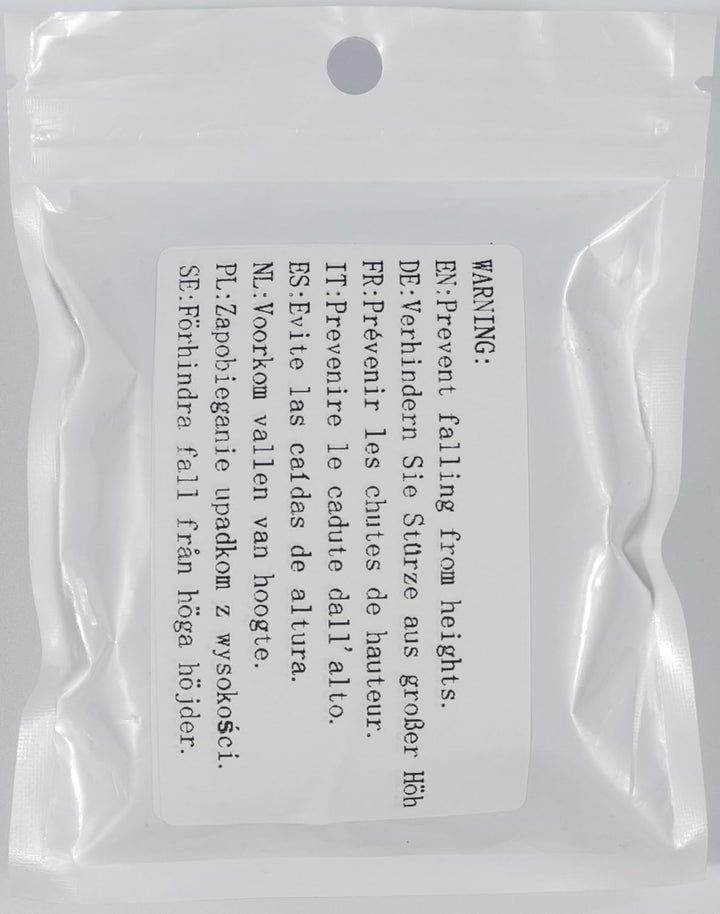 WARNING:
EN:Prevent falling from heights.
DE:Verhindern Sie Stürze aus großer Höh
FR:Prévenir les chutes de hauteur.
IT:Prevenire le cadute dall'alto.
ES:Evite las caídas de altura.
NL:Voorkom vallen van hoogte.
PL:Zapobieganie upadkom z wysokości.
SE:Förhindra fall från höga höjder.